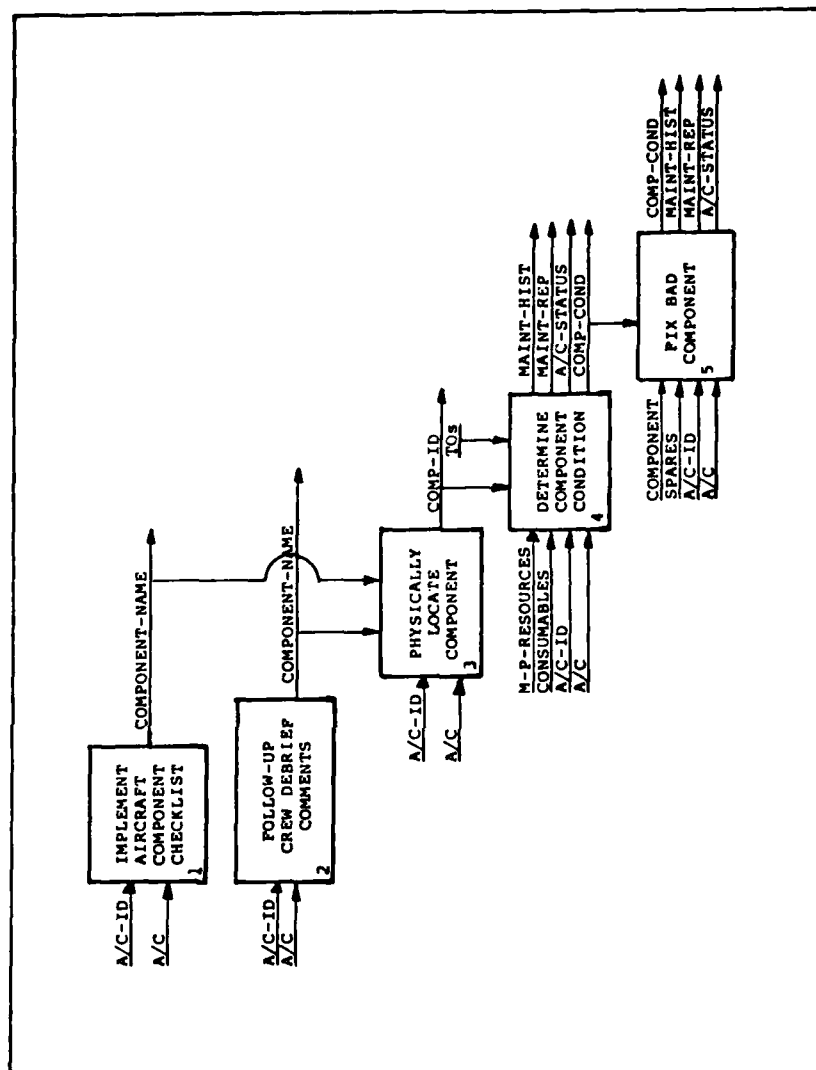 A/C-ID
A/C
IMPLEMENT
AIRCRAFT
COMPONENT
CHECKLIST
1
COMPONENT-NAME
A/C-ID
A/C
FOLLOW-UP
CREW DEBRIEF
COMMENTS
2
COMPONENT-NAME
A/C-ID
A/C
PHYSICALLY
LOCATE
COMPONENT
3
COMP-ID
TOs
M-P-RESOURCES
CONSUMABLES
A/C-ID
A/C
DETERMINE
COMPONENT
CONDITION
4
MAINT-HIST
MAINT-REP
A/C-STATUS
COMP-COND
COMPONENT
SPARES
A/C-ID
A/C
FIX BAD
COMPONENT
5
COMP-COND
MAINT-HIST
MAINT-REP
A/C-STATUS